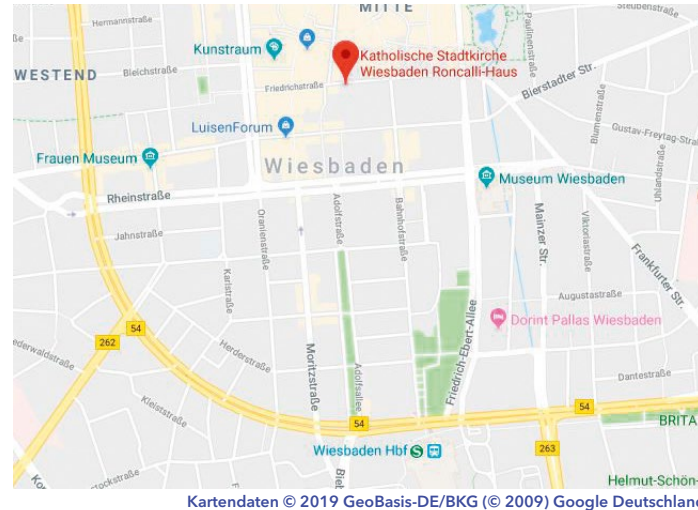 MITTE
Steubenstraße
Hermannstraße
Kunstraum
Katholische Stadtkirche
Wiesbaden Roncalli-Haus
Paulinenstraße
WESTEND
Bleichstraße
Friedrichstraße
Bierstadter Str.
Blumenstraße
LuisenForum
Gustav-Freytag-Straß
Frauen Museum
Wiesbaden
Museum Wiesbaden
Uhlandstraße
Rheinstraße
Oranienstraße
Adolfstraße
Bahnhofstraße
Mainzer Str.
Viktoriastraße
Jahnstraße
Karlstraße
Frankfurter Str.
Augustastraße
Dorint Pallas Wiesbaden
54
262
Herderstraße
Moritzstraße
Adolfsallee
Friedrich-Ebert-Allee
ederwaldstraße
Kleiststraße
Dantestraße
54
54
BRITA
Wiesbaden Hbf S
263
Bieb
Helmut-Schön-
Kartendaten © 2019 GeoBasis-DE/BKG (© 2009) Google Deutschland